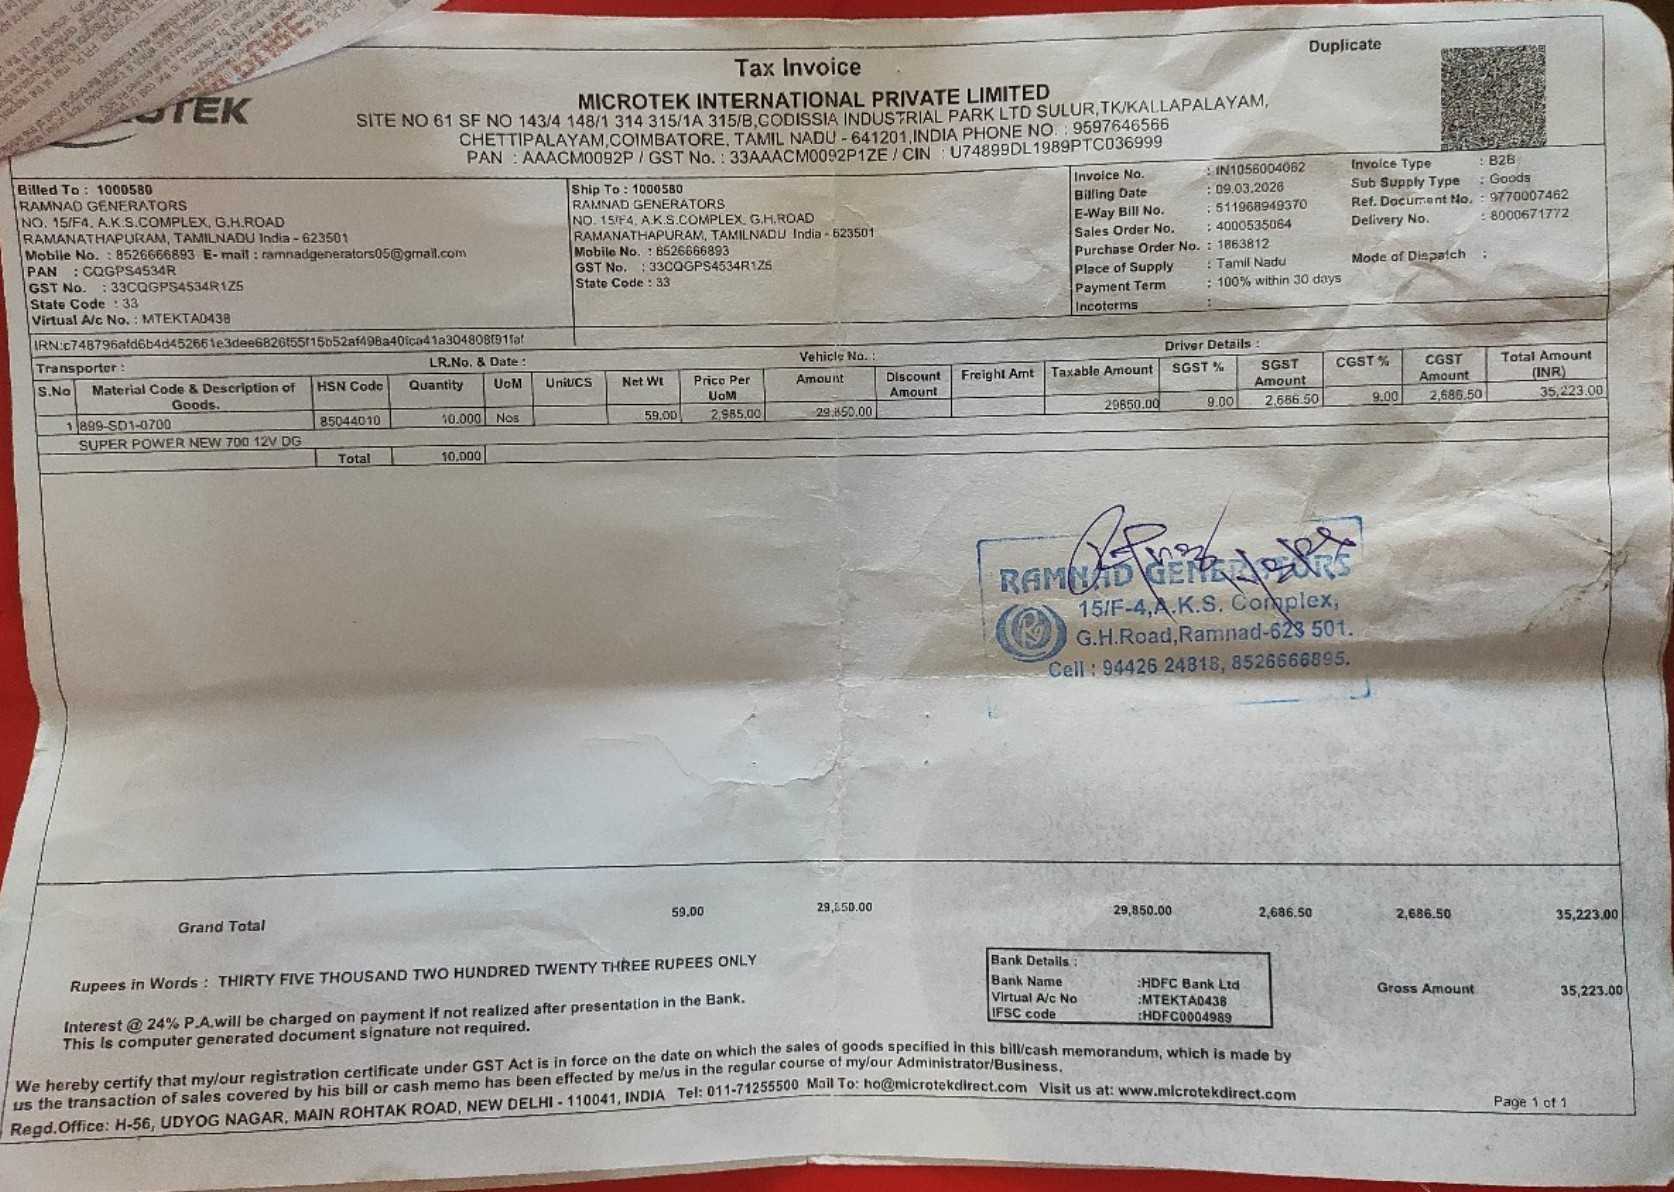 Duplicate
Tax Invoice
MICROTEK INTERNATIONAL PRIVATE LIMITED
SITE NO 61 SF NO 143/4 148/1 314 315/1A 315/B,CODISSIA INDUSTRIAL PARK LTD SULUR,TK/KALLAPALAYAM,
CHETTIPALAYAM,COIMBATORE, TAMIL NADU - 641201,INDIA PHONE NO. : 9597646566
PAN : AAACM0092P / GST No. : 33AAACM0092P1ZE / CIN : U74899DL1989PTC036999
Billed To : 1000580
RAMNAD GENERATORS
NO. 15/F4, A.K.S.COMPLEX, G.H.ROAD
RAMANATHAPURAM, TAMILNADU India - 623501
Mobile No. : 8526666893 E- mail : ramnadgenerators05@gmail.com
PAN : CQGPS4534R
GST No. : 33CQGPS4534R1Z5
State Code : 33
Virtual A/c No. : MTEKTA0438
Ship To : 1000580
RAMNAD GENERATORS
NO. 15/F4, A.K.S.COMPLEX, G.H.ROAD
RAMANATHAPURAM, TAMILNADU India - 623501
Mobile No. : 8526666893
GST No. : 33CQGPS4534R1Z5
State Code : 33
Invoice No. : IN1056004062
Billing Date : 09.03.2026
E-Way Bill No. : 511968949370
Sales Order No. : 4000535064
Purchase Order No. : 1863812
Place of Supply : Tamil Nadu
Payment Term : 100% within 30 days
Incoterms :
Invoice Type : B2B
Sub Supply Type : Goods
Ref. Document No. : 9770007462
Delivery No. : 8000671772
Mode of Dispatch :
Transporter : LR.No. & Date : Vehicle No. : Driver Details :
S.No Material Code & Description of Goods. HSN Code Quantity UoM Unit/CS Net Wt Price Per UoM Amount Discount Amount Freight Amt Taxable Amount SGST % SGST Amount CGST % CGST Amount Total Amount (INR)
1 899-SD1-0700 85044010 10.000 Nos 59.00 2,985.00 29,850.00 29850.00 9.00 2,686.50 9.00 2,686.50 35,223.00
SUPER POWER NEW 700 12V DG
Total 10.000
RAMNAD GENERATORS
15/F-4,A.K.S. Complex,
G.H.Road,Ramnad-623 501.
Cell : 94426 24818, 8526666895.
Grand Total 59.00 29,850.00 29,850.00 2,686.50 2,686.50 35,223.00
Rupees in Words : THIRTY FIVE THOUSAND TWO HUNDRED TWENTY THREE RUPEES ONLY
Interest @ 24% P.A.will be charged on payment if not realized after presentation in the Bank.
This is computer generated document signature not required.
Bank Details :
Bank Name :HDFC Bank Ltd
Virtual A/c No :MTEKTA0438
IFSC code :HDFC0004989
Gross Amount 35,223.00
We hereby certify that my/our registration certificate under GST Act is in force on the date on which the sales of goods specified in this bill/cash memorandum, which is made by
us the transaction of sales covered by his bill or cash memo has been effected by me/us in the regular course of my/our Administrator/Business.
Regd.Office: H-56, UDYOG NAGAR, MAIN ROHTAK ROAD, NEW DELHI - 110041, INDIA Tel: 011-71255500 Mail To: ho@microtekdirect.com Visit us at: www.microtekdirect.com
Page 1 of 1